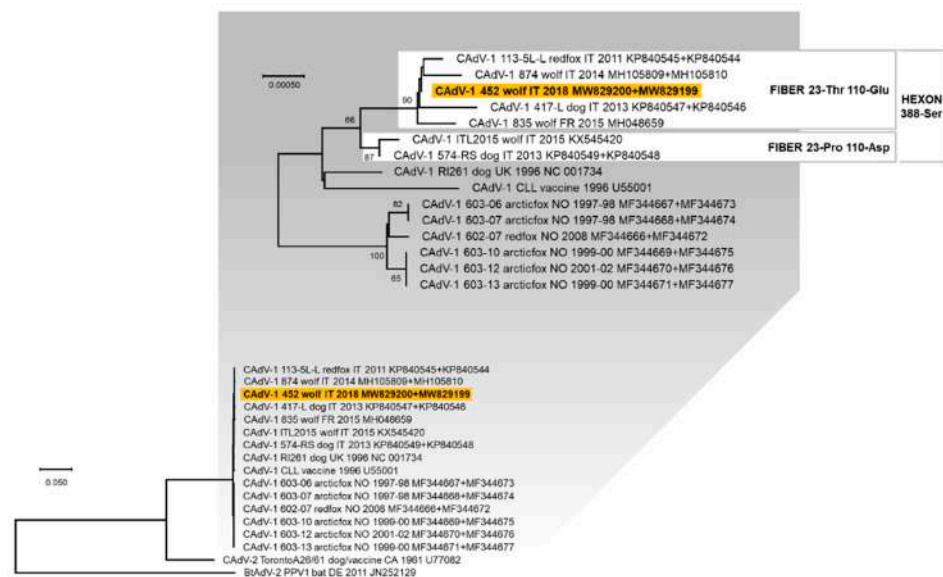 CAdV-1 113-5L-L redfox IT 2011 KP840545+KP840544
0.00050
CAdV-1 874 wolf IT 2014 MH105809+MH105810
CAdV-1 452 wolf IT 2018 MW829200+MW829199
FIBER 23-Thr 110-Glu
HEXON
388-Ser
90
CAdV-1 417-L dog IT 2013 KP840547+KP840546
66
CAdV-1 835 wolf FR 2015 MH048659
CAdV-1 ITL2015 wolf IT 2015 KX545420
FIBER 23-Pro 110-Asp
87
CAdV-1 574-RS dog IT 2013 KP840549+KP840548
CAdV-1 RI261 dog UK 1996 NC 001734
CAdV-1 CLL vaccine 1996 U55001
82
CAdV-1 603-06 arcticfox NO 1997-98 MF344667+MF344673
CAdV-1 603-07 arcticfox NO 1997-98 MF344668+MF344674
CAdV-1 602-07 redfox NO 2008 MF344666+MF344672
100
CAdV-1 603-10 arcticfox NO 1999-00 MF344669+MF344675
CAdV-1 603-12 arcticfox NO 2001-02 MF344670+MF344676
65
CAdV-1 603-13 arcticfox NO 1999-00 MF344671+MF344677
CAdV-1 113-5L-L redfox IT 2011 KP840545+KP840544
CAdV-1 874 wolf IT 2014 MH105809+MH105810
CAdV-1 452 wolf IT 2018 MW829200+MW829199
CAdV-1 417-L dog IT 2013 KP840547+KP840546
CAdV-1 835 wolf FR 2015 MH048659
CAdV-1 ITL2015 wolf IT 2015 KX545420
CAdV-1 574-RS dog IT 2013 KP840549+KP840548
CAdV-1 RI261 dog UK 1996 NC 001734
0.050
CAdV-1 CLL vaccine 1996 U55001
CAdV-1 603-06 arcticfox NO 1997-98 MF344667+MF344673
CAdV-1 603-07 arcticfox NO 1997-98 MF344668+MF344674
CAdV-1 602-07 redfox NO 2008 MF344666+MF344672
CAdV-1 603-10 arcticfox NO 1999-00 MF344669+MF344675
CAdV-1 603-12 arcticfox NO 2001-02 MF344670+MF344676
CAdV-1 603-13 arcticfox NO 1999-00 MF344671+MF344677
CAdV-2 TorontoA26/61 dog/vaccine CA 1961 U77082
BtAdV-2 PPV1 bat DE 2011 JN252129